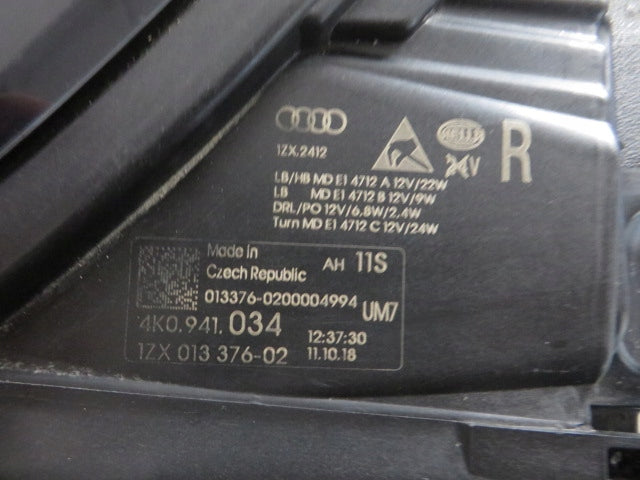 HELLA
1ZX.2412
24V
R
LB/HB MD E1 4712 A 12V/22W
LB MD E1 4712 B 12V/9W
DRL/PO 12V/6.8W/2.4W
Turn MD E1 4712 C 12V/24W
Made in
Czech Republic
AH 11S
013376-0200004994
UM7
4K0.941.034
12:37:30
1ZX 013 376-02
11.10.18